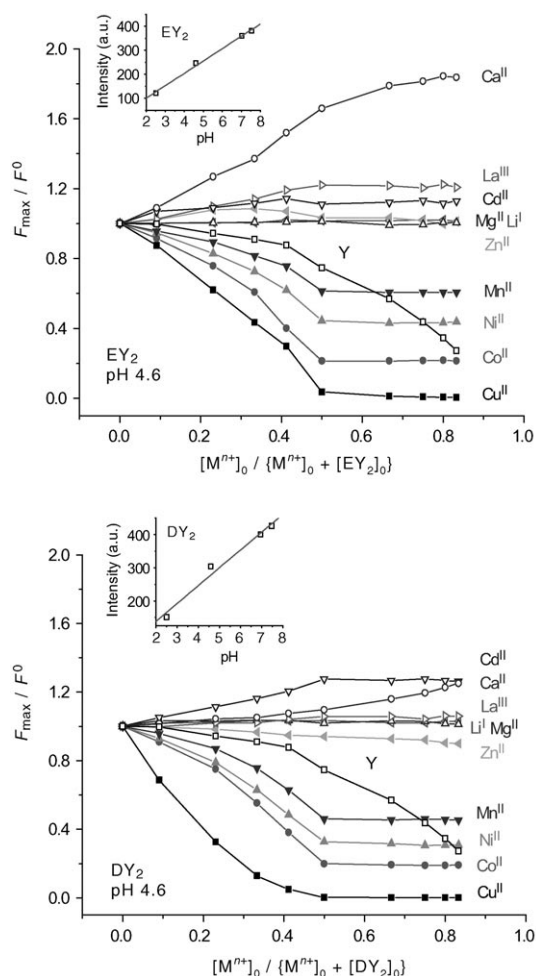 400
300
200
100
Intensity (a.u.)
EY₂
2 3 4 5 6 7 8
pH
2.0
1.6
1.2
0.8
0.4
0.0
F_max / F⁰
Ca^II
La^III
Cd^II
Mg^II Li^I
Zn^II
Y
Mn^II
Ni^II
Co^II
Cu^II
EY₂
pH 4.6
0.0 0.2 0.4 0.6 0.8 1.0
[M^n+]₀ / {M^n+]₀ + [EY₂]₀}
400
300
200
Intensity (a.u.)
DY₂
2 3 4 5 6 7 8
pH
2.0
1.6
1.2
0.8
0.4
0.0
F_max / F⁰
Cd^II
Ca^II
La^III
Li^I Mg^II
Zn^II
Y
Mn^II
Ni^II
Co^II
Cu^II
DY₂
pH 4.6
0.0 0.2 0.4 0.6 0.8 1.0
[M^n+]₀ / {M^n+]₀ + [DY₂]₀}